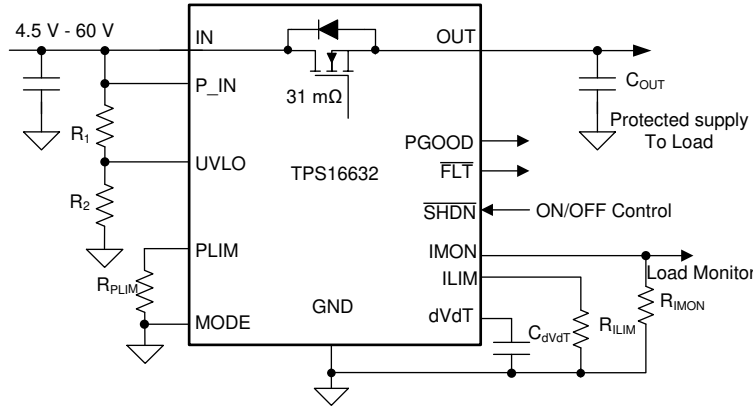 4.5 V - 60 V
IN
OUT
P_IN
31 mΩ
COUT
R1
Protected supply
To Load
PGOOD
UVLO
TPS16632
FLT
R2
SHDN
ON/OFF Control
PLIM
IMON
Load Monitor
RPLIM
ILIM
RIMON
GND
MODE
dVdT
CdVdT
RILIM